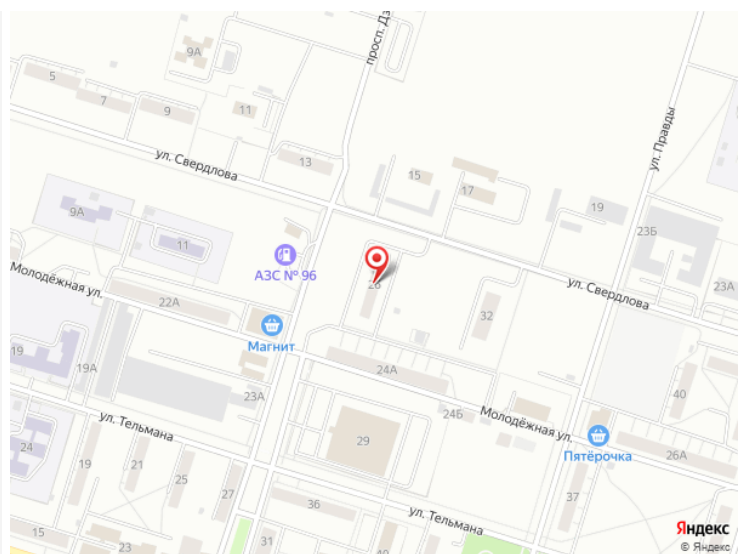 9А
просп. Дз
5
7
9
11
ул. Свердлова
13
15
17
19
ул. Правды
23Б
9А
11
АЗС № 96
28
ул. Свердлова
23А
Молодёжная ул.
22А
Магнит
32
19
19А
23А
24А
24Б
Молодёжная ул.
40
ул. Тельмана
29
Пятёрочка
26А
24
19
21
25
27
36
ул. Тельмана
37
15
23
31
Яндекс
© Яндекс